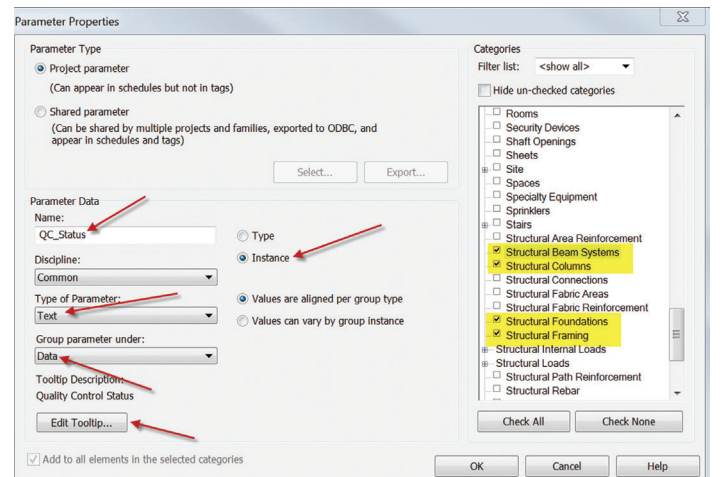 Parameter Properties
Parameter Type
Project parameter
(Can appear in schedules but not in tags)
Shared parameter
(Can be shared by multiple projects and families, exported to ODBC, and
appear in schedules and tags)
Select...
Export...
Parameter Data
Name:
QC_Status
Discipline:
Common
Type of Parameter:
Text
Group parameter under:
Data
Tooltip Description:
Quality Control Status
Edit Tooltip...
Type
Instance
Values are aligned per group type
Values can vary by group instance
Add to all elements in the selected categories
Categories
Filter list: <show all>
Hide un-checked categories
Rooms
Security Devices
Shaft Openings
Sheets
Site
Spaces
Specialty Equipment
Sprinklers
Stairs
Structural Area Reinforcement
Structural Beam Systems
Structural Columns
Structural Connections
Structural Fabric Areas
Structural Fabric Reinforcement
Structural Foundations
Structural Framing
Structural Internal Loads
Structural Loads
Structural Path Reinforcement
Structural Rebar
Check All
Check None
OK
Cancel
Help